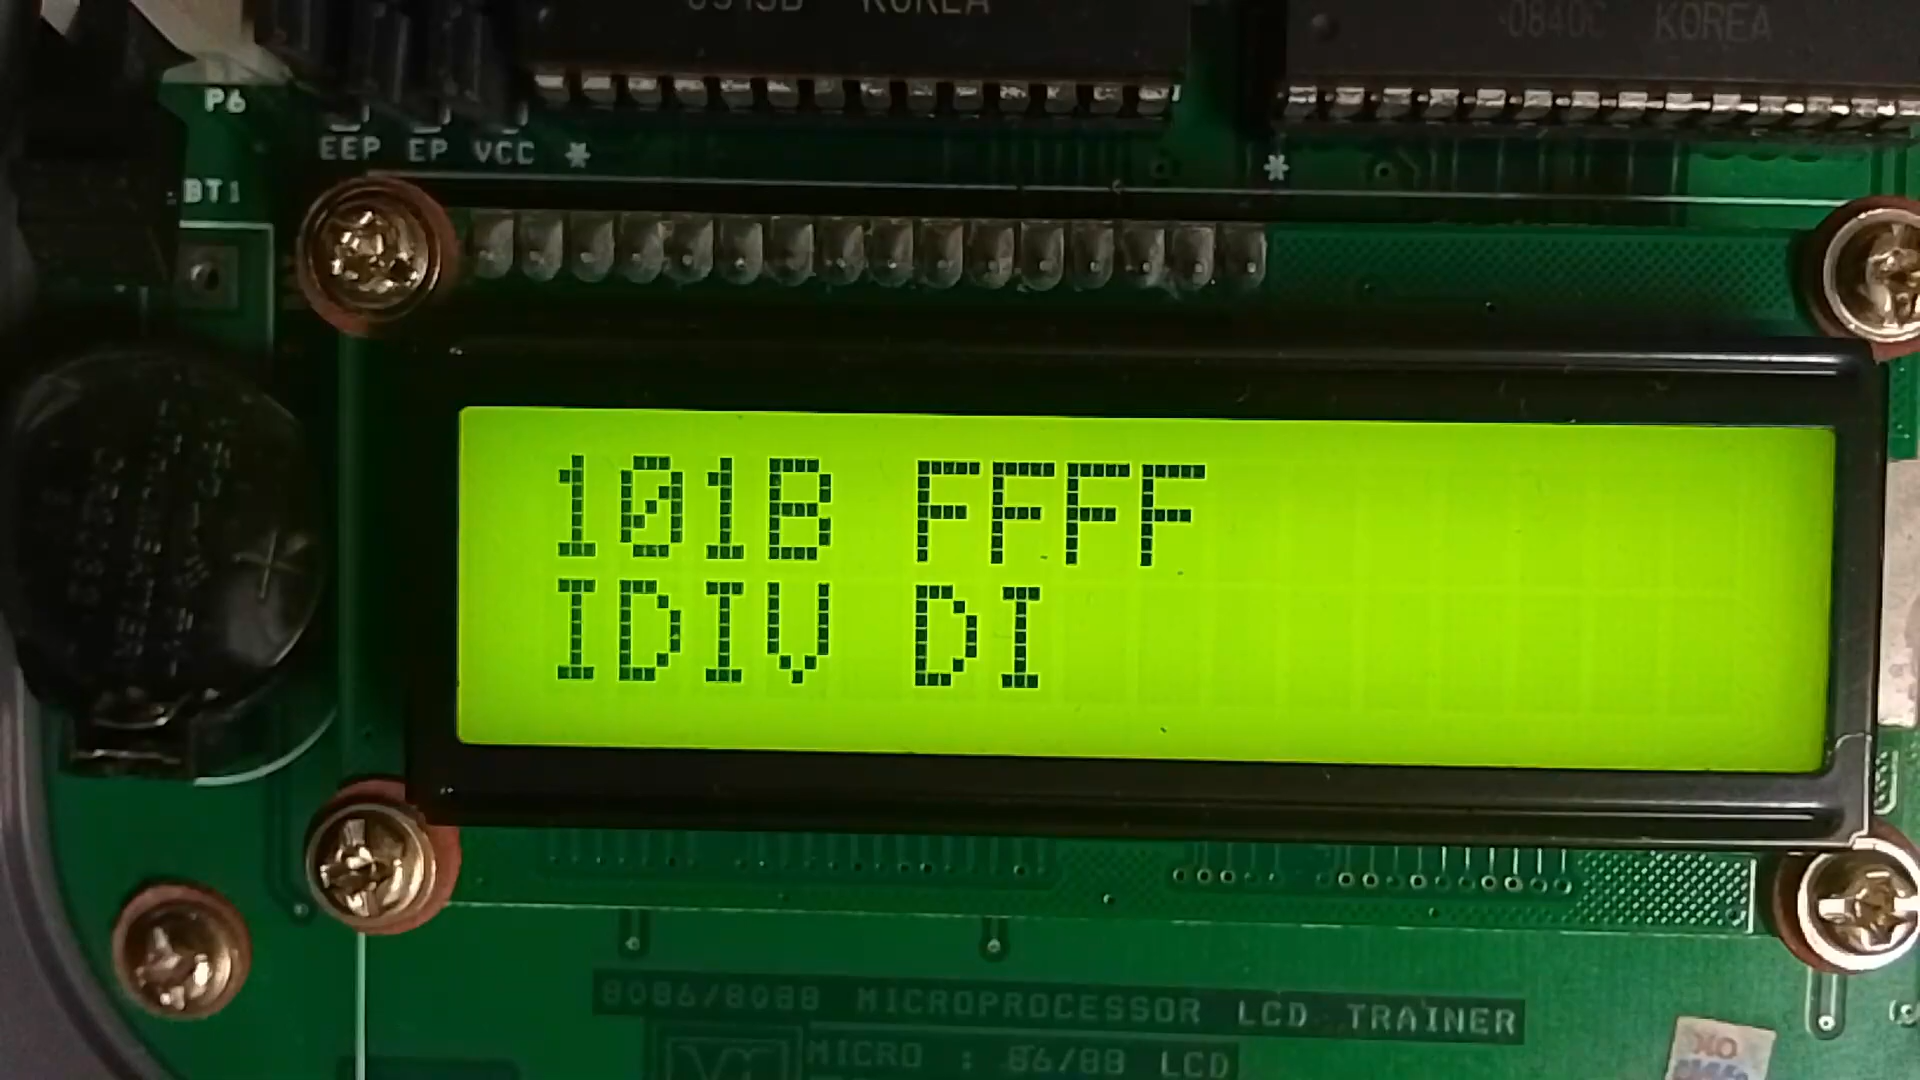 KOREA
0840C KOREA
P6
EEP EP VCC *
*
BT1
101B FFFF
IDIV DI
8086/8088 MICROPROCESSOR LCD TRAINER
MICRO : 86/88 LCD